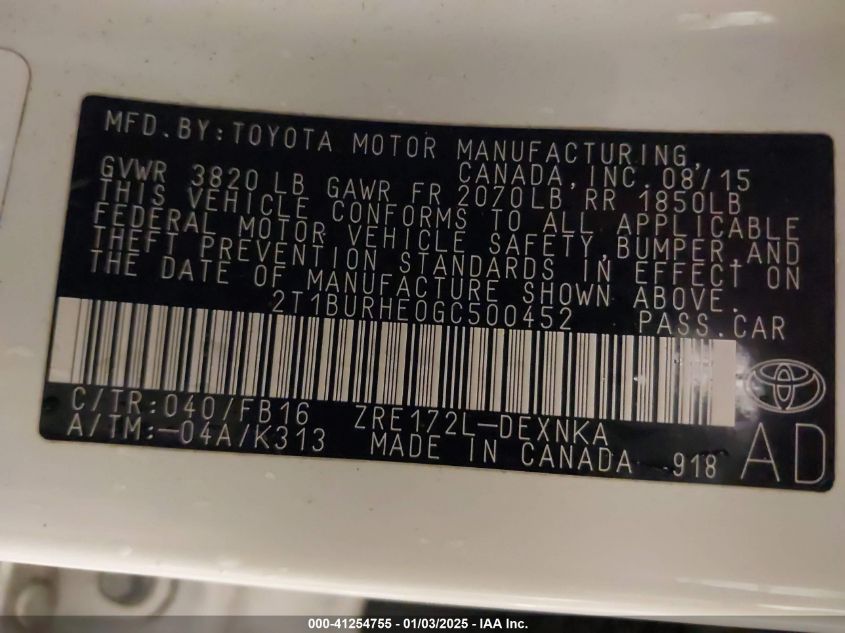 MFD.BY:TOYOTA MOTOR MANUFACTURING,
CANADA,INC.08/15
GVWR 3820 LB GAWR FR 2070LB RR 1850LB
THIS VEHICLE CONFORMS TO ALL APPLICABLE
FEDERAL MOTOR VEHICLE SAFETY,BUMPER,AND
THEFT PREVENTION STANDARDS IN EFFECT ON
THE DATE OF MANUFACTURE SHOWN ABOVE.
2T1BURHE0GC500452 PASS.CAR
C/TR:040/FB16 ZRE172L-DEXNKA
A/TM:-04A/K313 MADE IN CANADA 918 AD
000-41254755 - 01/03/2025 - IAA Inc.